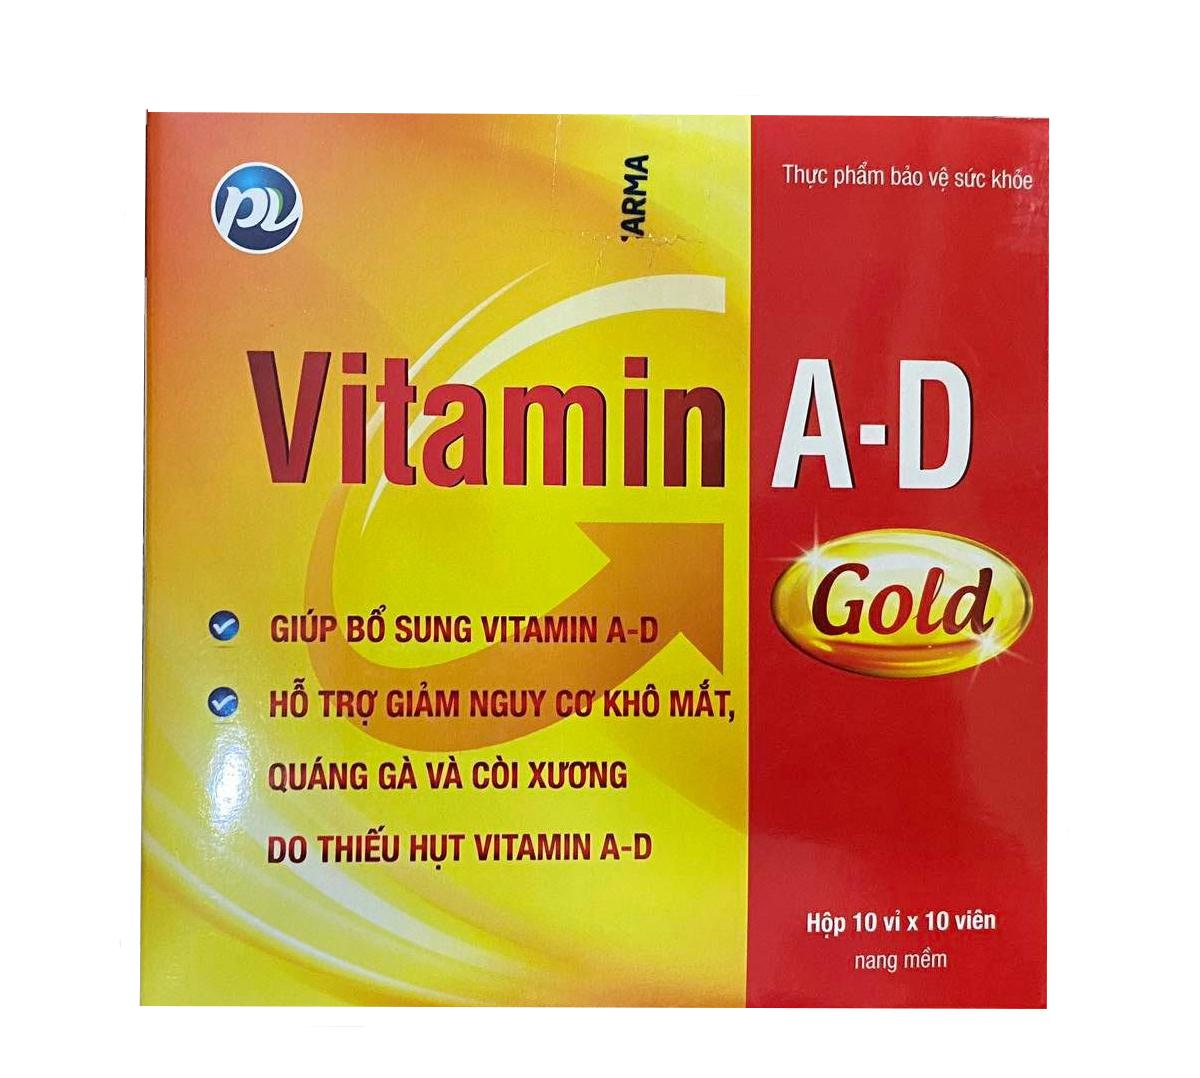 pv
ARMA
Thực phẩm bảo vệ sức khỏe
Vitamin A-D
Gold
GIÚP BỔ SUNG VITAMIN A-D
HỖ TRỢ GIẢM NGUY CƠ KHÔ MẮT,
QUÁNG GÀ VÀ CÒI XƯƠNG
DO THIẾU HỤT VITAMIN A-D
Hộp 10 vỉ x 10 viên
nang mềm